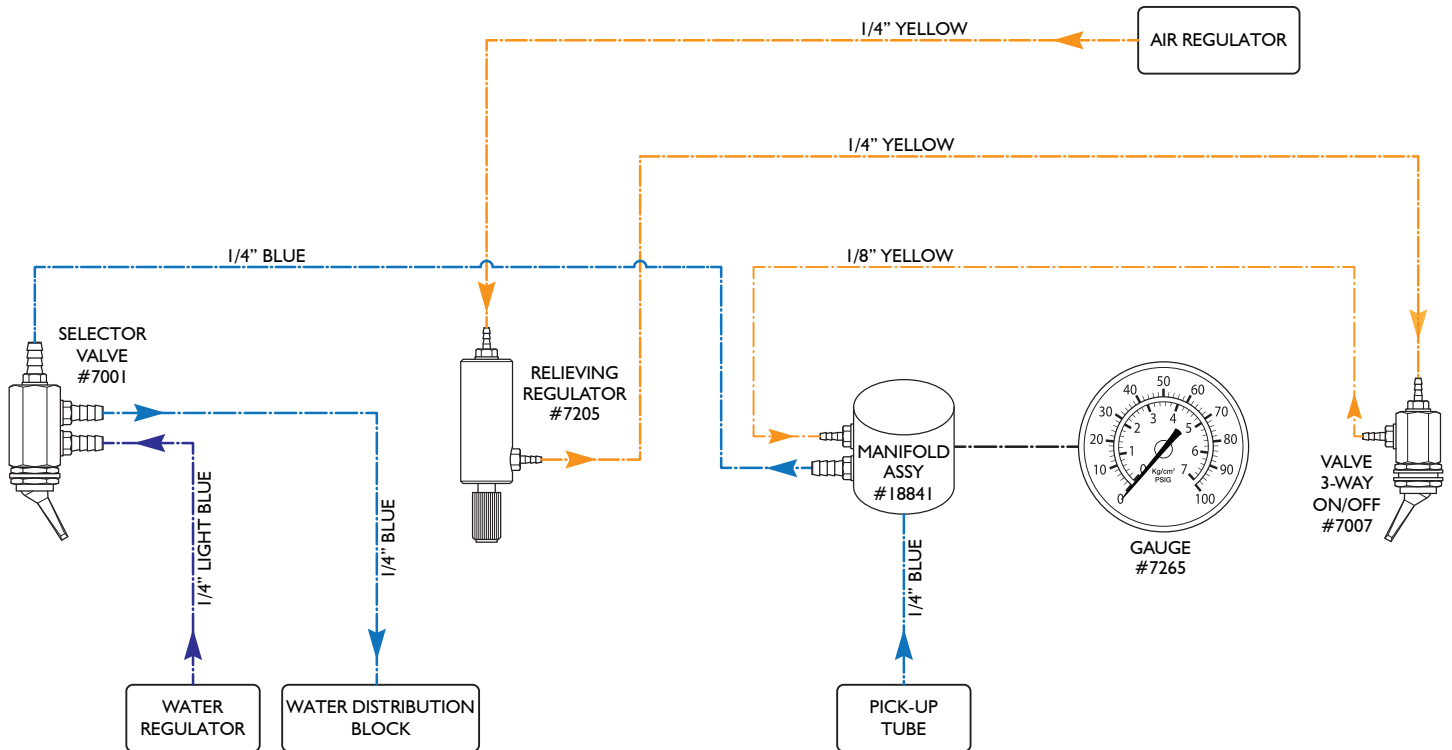 1/4” YELLOW
AIR REGULATOR
1/4” YELLOW
1/4” BLUE
1/8” YELLOW
SELECTOR
VALVE
#7001
RELIEVING
REGULATOR
#7205
MANIFOLD
ASSY
#18841
0
10
20
30
40
50
60
70
80
90
100
0
1
2
3
4
5
6
7
Kg/cm²
PSIG
GAUGE
#7265
VALVE
3-WAY
ON/OFF
#7007
1/4” LIGHT BLUE
1/4” BLUE
1/4” BLUE
WATER
REGULATOR
WATER DISTRIBUTION
BLOCK
PICK-UP
TUBE